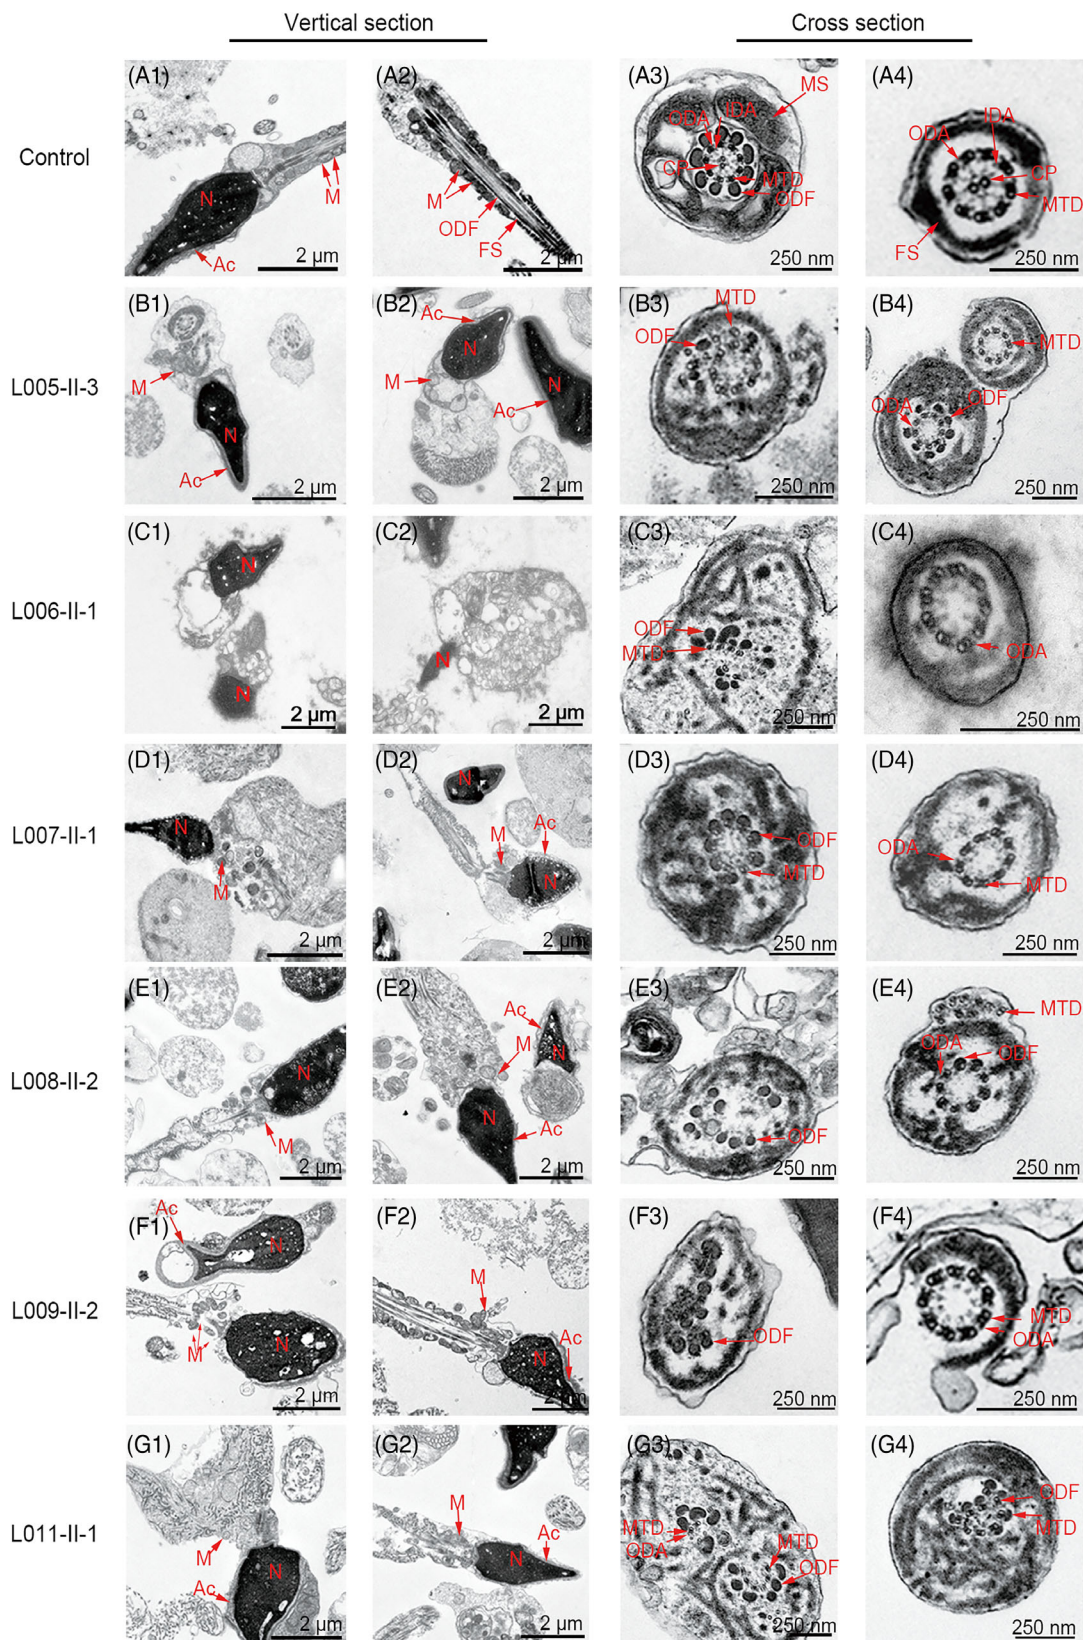 Vertical section
Cross section
Control
(A1)
N
M
Ac
2 µm
(A2)
M
ODF
FS
2 µm
(A3)
MS
ODA
IDA
CP
MTD
ODF
250 nm
(A4)
IDA
ODA
CP
MTD
FS
250 nm
L005-II-3
(B1)
M
N
Ac
2 µm
(B2)
Ac
N
M
N
Ac
2 µm
(B3)
MTD
ODF
250 nm
(B4)
MTD
ODA
ODF
250 nm
L006-II-1
(C1)
N
N
2 µm
(C2)
N
2 µm
(C3)
ODF
MTD
250 nm
(C4)
ODA
250 nm
L007-II-1
(D1)
N
M
2 µm
(D2)
N
Ac
M
N
2 µm
(D3)
ODF
MTD
250 nm
(D4)
ODA
MTD
250 nm
L008-II-2
(E1)
N
M
2 µm
(E2)
Ac
M
N
N
Ac
2 µm
(E3)
ODF
250 nm
(E4)
MTD
ODA
ODF
250 nm
L009-II-2
(F1)
Ac
N
M
N
2 µm
(F2)
M
Ac
N
2 µm
(F3)
ODF
250 nm
(F4)
MTD
ODA
250 nm
L011-II-1
(G1)
M
N
Ac
2 µm
(G2)
M
Ac
N
2 µm
(G3)
MTD
ODA
MTD
ODF
250 nm
(G4)
ODF
MTD
250 nm